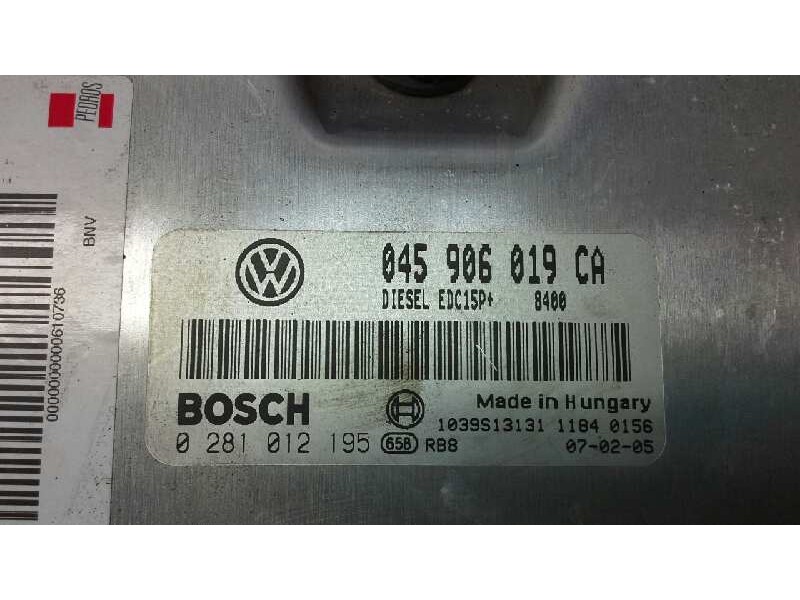 PEDROS
BNV
00000000000610736
045 906 019 CA
DIESEL EDC15P+ 8400
BOSCH
Made in Hungary
1039S13131 1184 0156
0 281 012 195 65B RB8 07-02-05